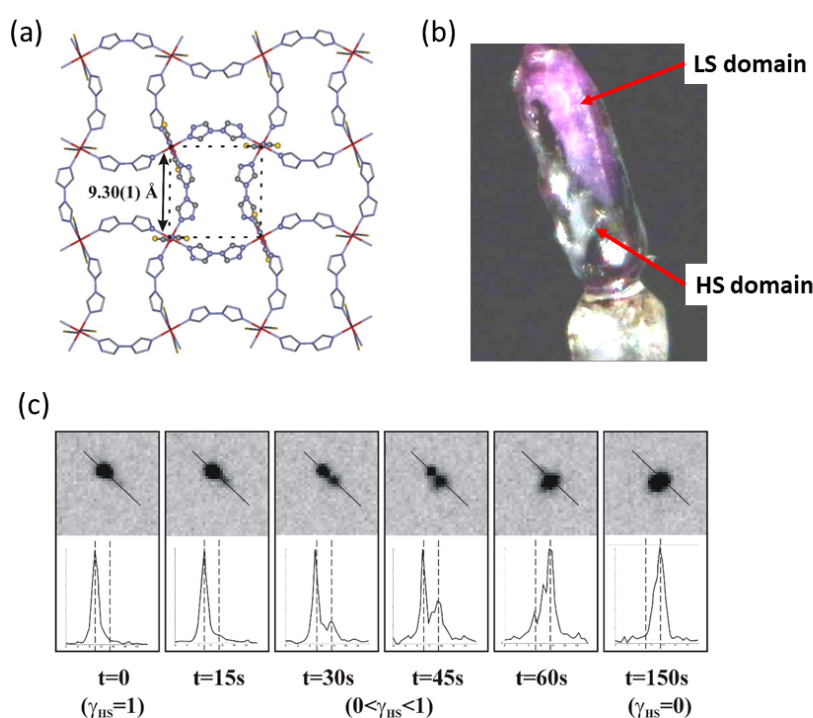 (a)
9.30(1) Å
(b)
LS domain
HS domain
(c)
t=0
(γHS=1)
t=15s
t=30s
t=45s
(0<γHS<1)
t=60s
t=150s
(γHS=0)